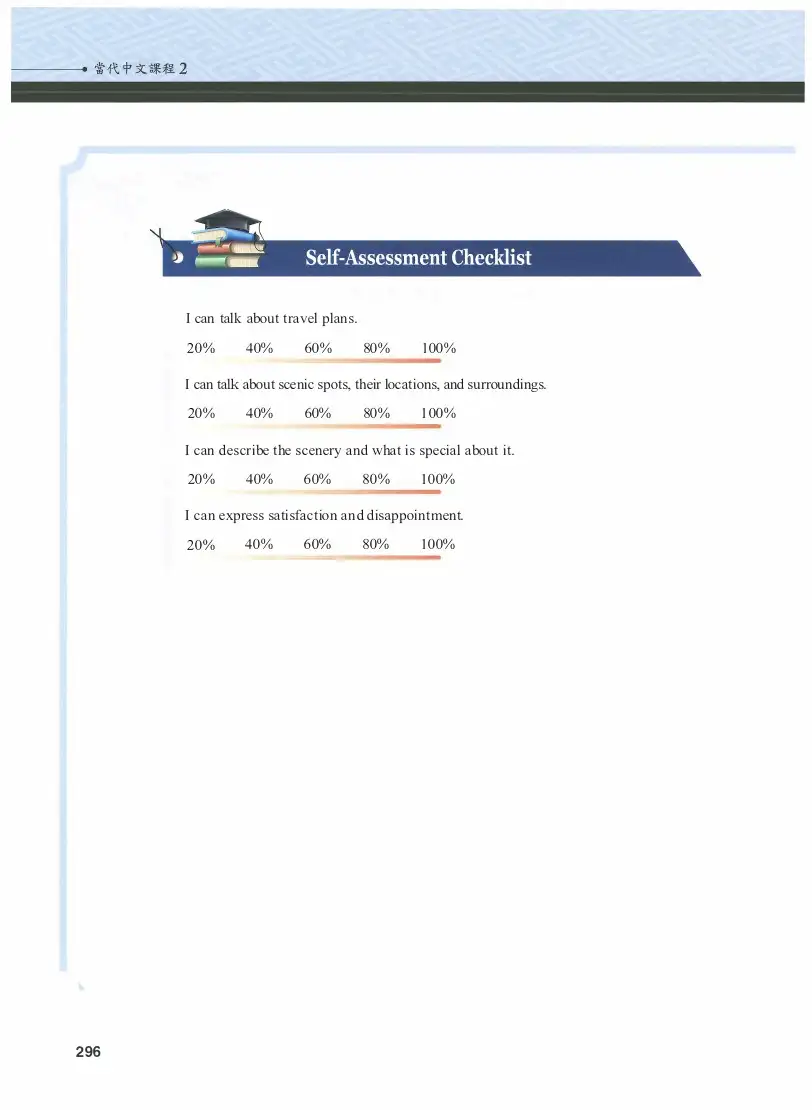 當代中文課程 2
Self-Assessment Checklist
I can talk about travel plans.
20% 40% 60% 80% 100%
I can talk about scenic spots, their locations, and surroundings.
20% 40% 60% 80% 100%
I can describe the scenery and what is special about it.
20% 40% 60% 80% 100%
I can express satisfaction and disappointment.
20% 40% 60% 80% 100%
296